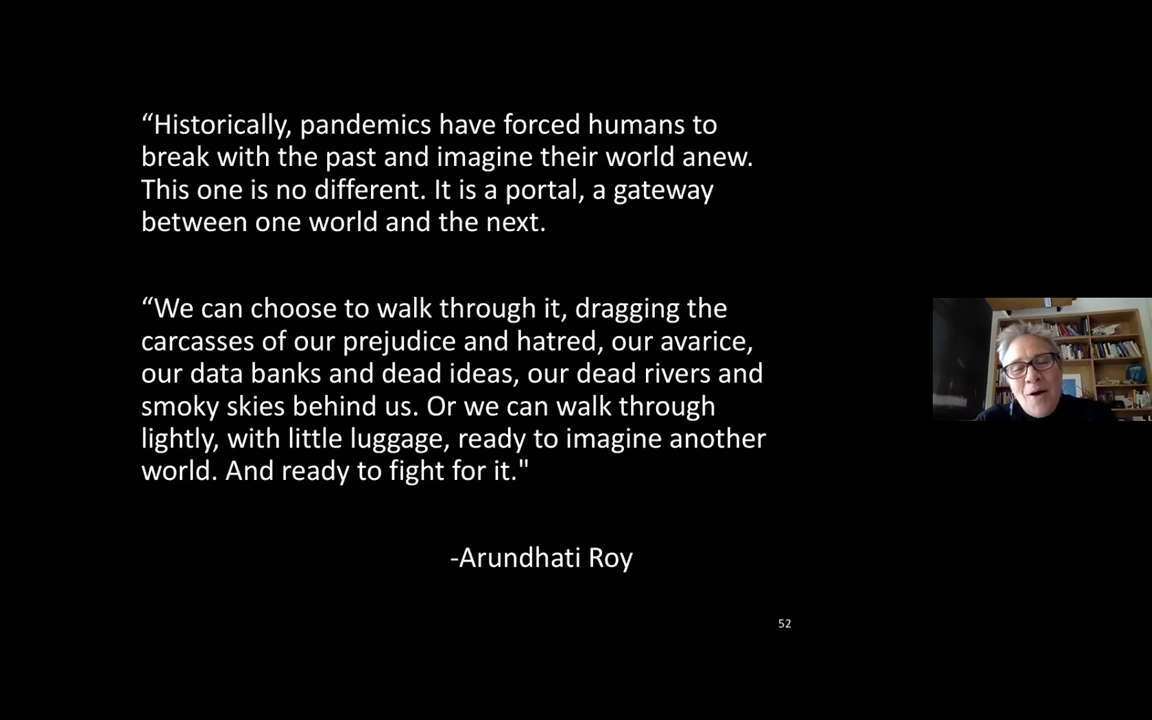 “Historically, pandemics have forced humans to
break with the past and imagine their world anew.
This one is no different. It is a portal, a gateway
between one world and the next.
“We can choose to walk through it, dragging the
carcasses of our prejudice and hatred, our avarice,
our data banks and dead ideas, our dead rivers and
smoky skies behind us. Or we can walk through
lightly, with little luggage, ready to imagine another
world. And ready to fight for it."
-Arundhati Roy
52